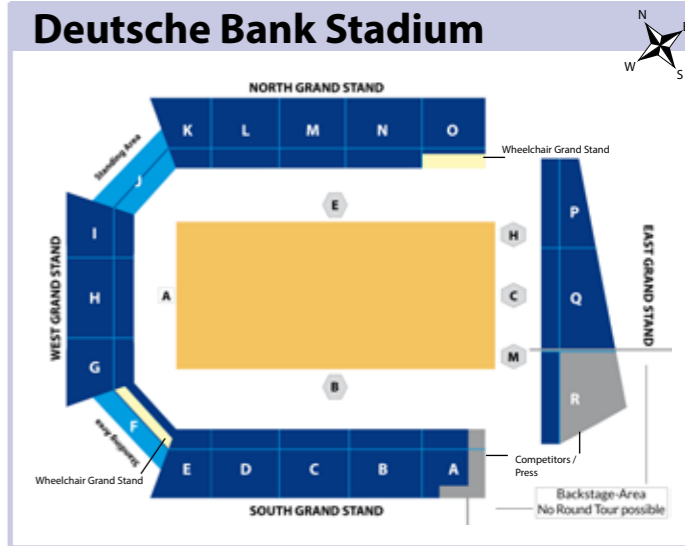 Deutsche Bank Stadium
N
W
S
NORTH GRAND STAND
K L M N O
Standing Area
J
Wheelchair Grand Stand
E
P
H
I
EAST GRAND STAND
WEST GRAND STAND
H
A
C
Q
G
M
B
R
F
Standing Area
Wheelchair Grand Stand
E D C B A
Competitors /
Press
SOUTH GRAND STAND
Backstage-Area
No Round Tour possible